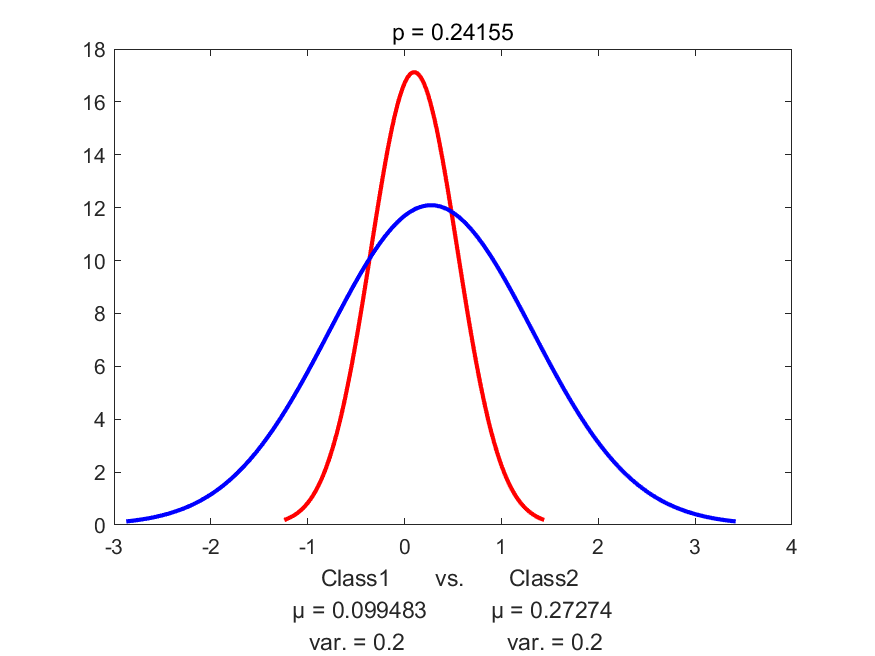 p = 0.24155
18
16
14
12
10
8
6
4
2
0
-3 -2 -1 0 1 2 3 4
Class1 vs. Class2
μ = 0.099483 μ = 0.27274
var. = 0.2 var. = 0.2